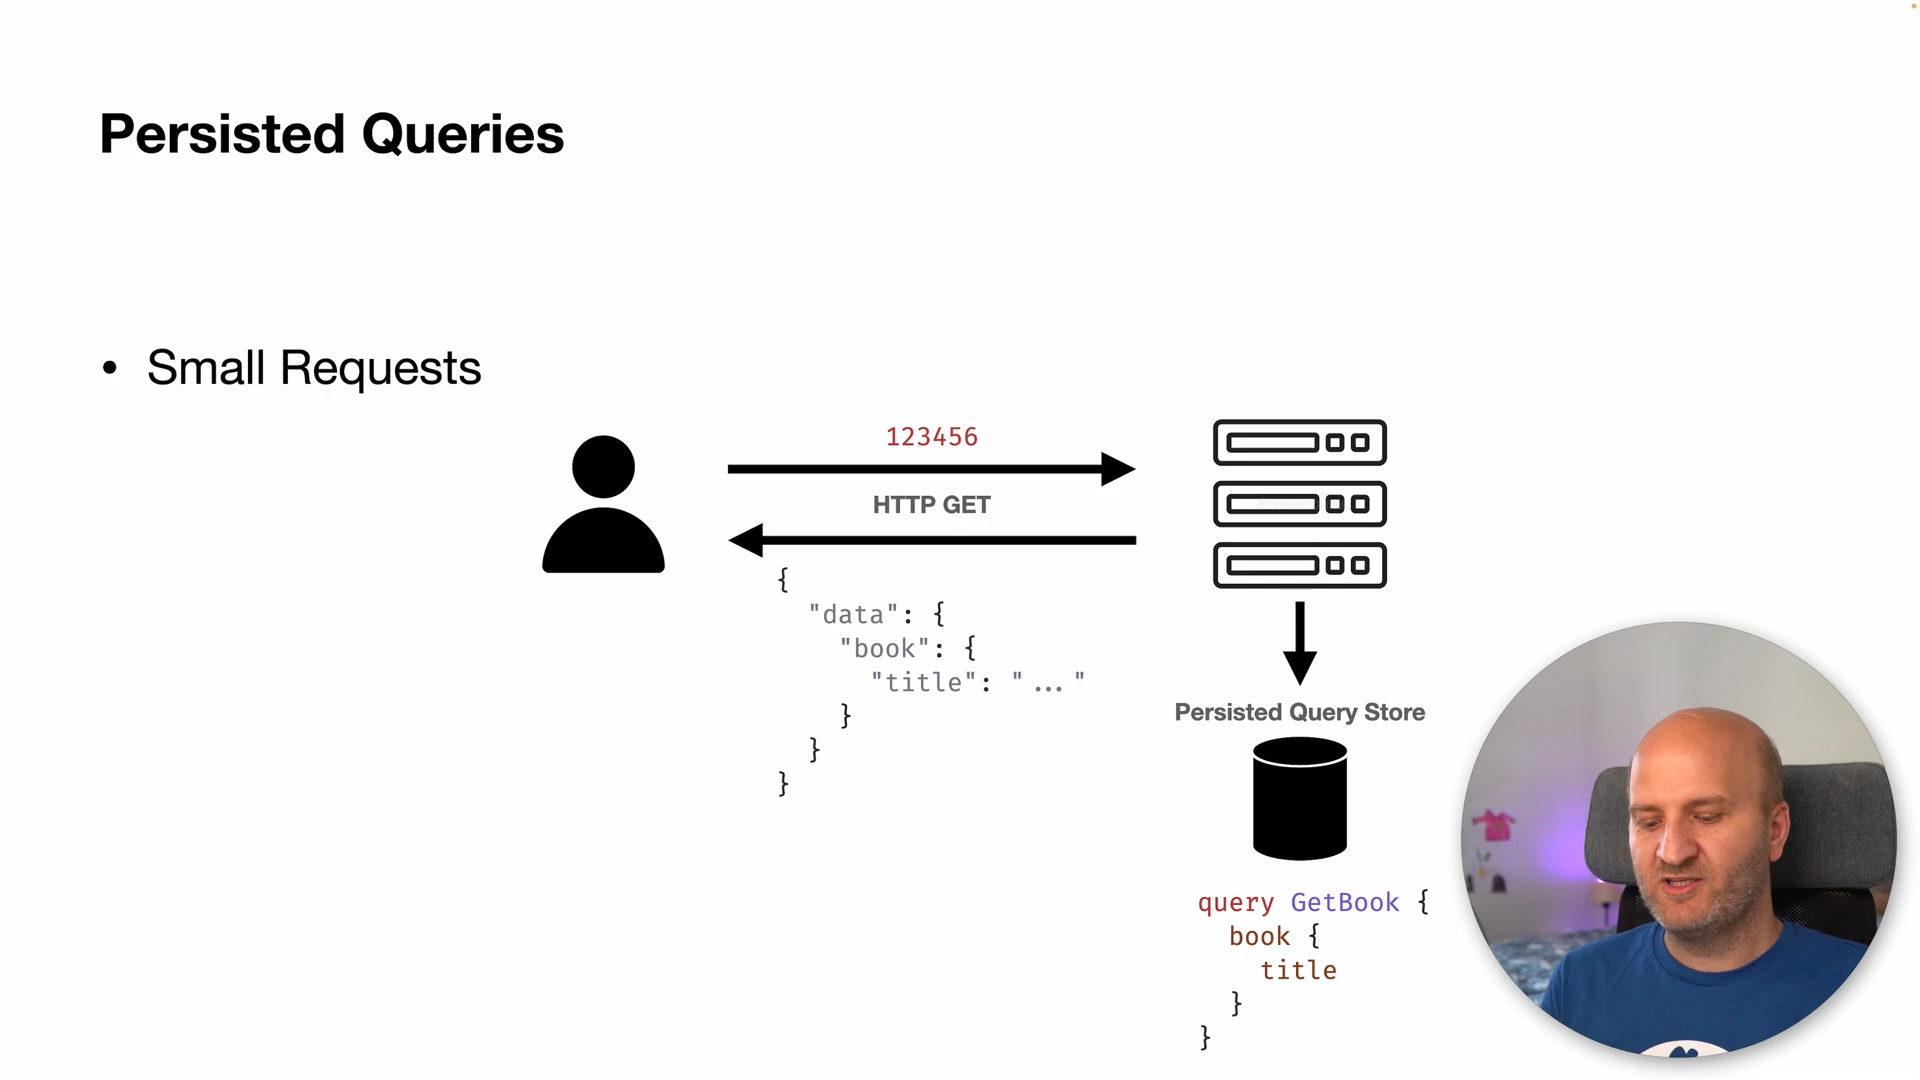 Persisted Queries
• Small Requests
123456
HTTP GET
{
  "data": {
    "book": {
      "title": "..."
    }
  }
}
Persisted Query Store
query GetBook {
  book {
    title
  }
}